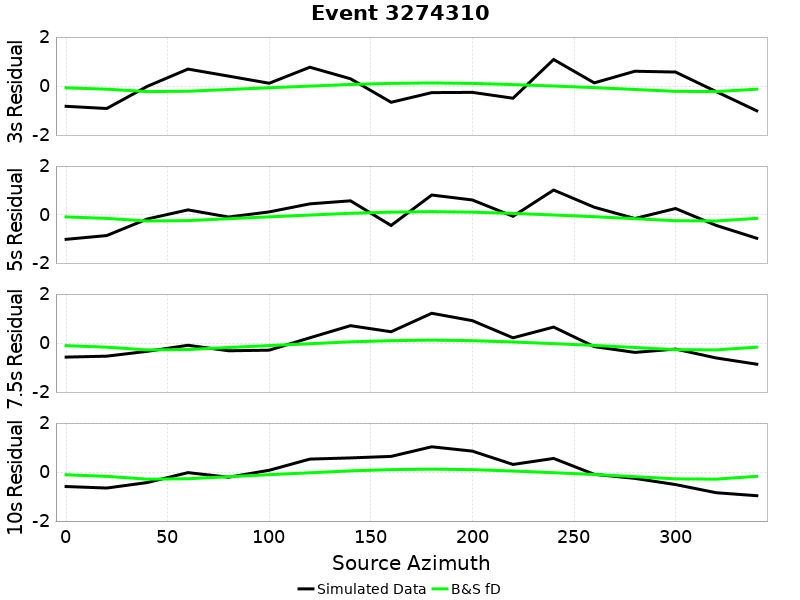 Event 3274310
3s Residual
2
0
-2
5s Residual
2
0
-2
7.5s Residual
2
0
-2
10s Residual
2
0
-2
0 50 100 150 200 250 300
Source Azimuth
Simulated Data B&S fD